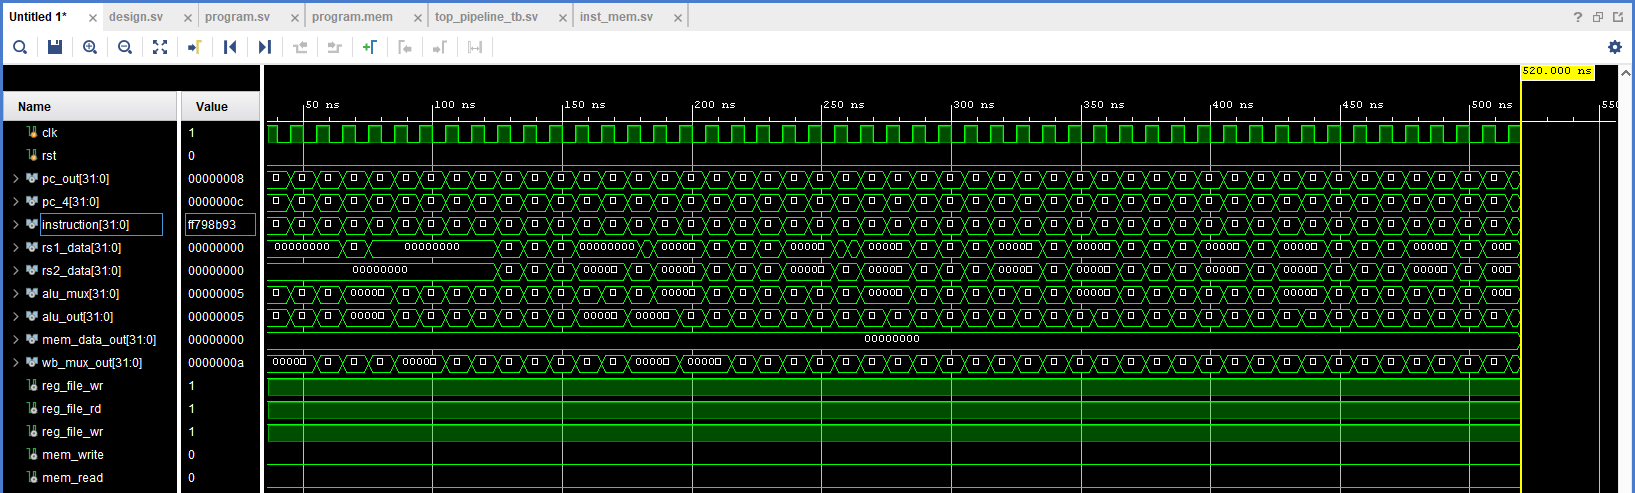 Untitled 1* design.sv program.sv program.mem top_pipeline_tb.sv inst_mem.sv
520.000 ns
Name Value
50 ns 100 ns 150 ns 200 ns 250 ns 300 ns 350 ns 400 ns 450 ns 500 ns 550
clk 1
rst 0
pc_out[31:0] 00000008
pc_4[31:0] 0000000c
instruction[31:0] ff798b93
rs1_data[31:0] 00000000 00000000 00000000 00000000 0000 0000 0000 0000 0000 0000 0000 0000 000
rs2_data[31:0] 00000000 00000000 0000 0000 0000 0000 0000 0000 0000 0000 000
alu_mux[31:0] 00000005 0000 0000 0000 0000 000
alu_out[31:0] 00000005 0000 0000 0000
mem_data_out[31:0] 00000000 00000000
wb_mux_out[31:0] 0000000a 0000 0000 0000 0000
reg_file_wr 1
reg_file_rd 1
reg_file_wr 1
mem_write 0
mem_read 0